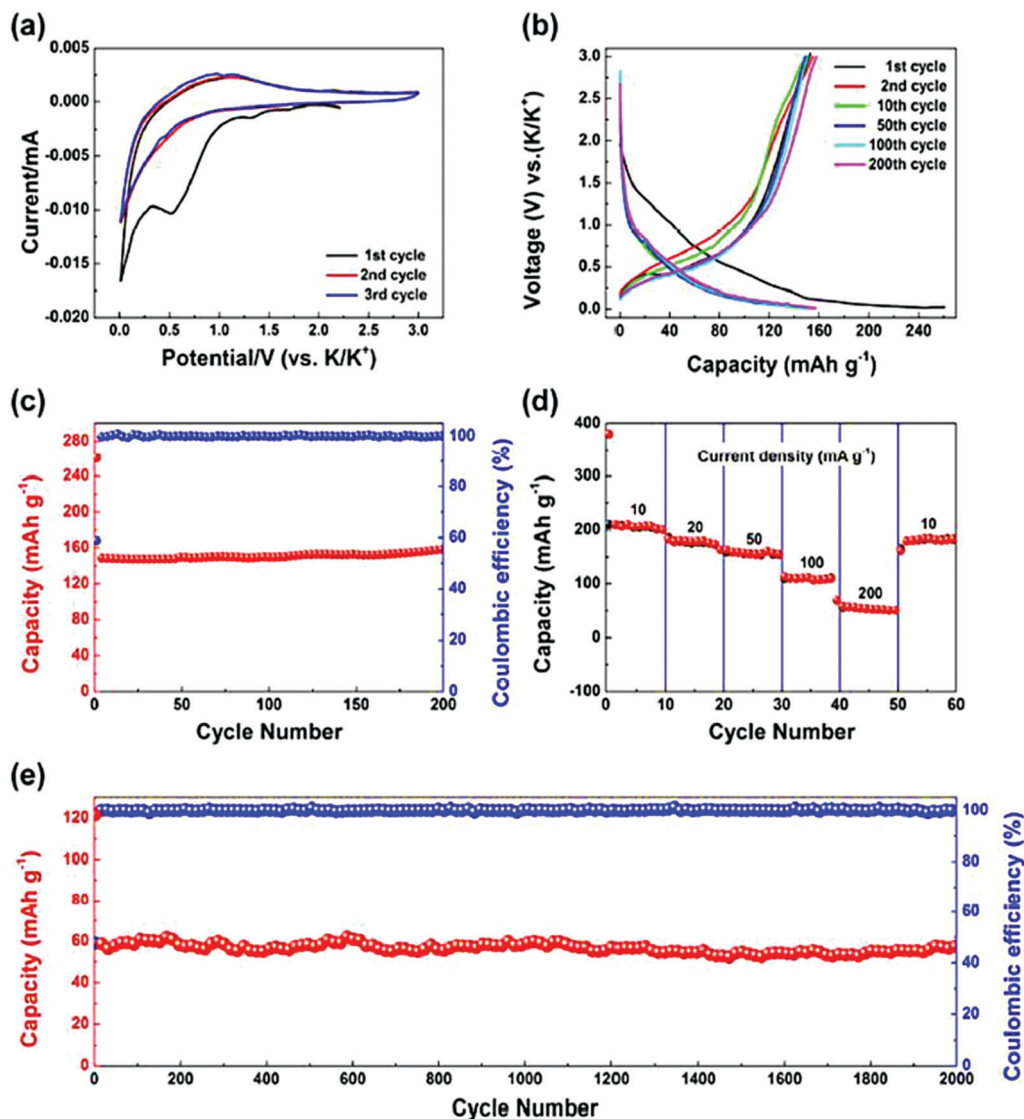 (a)
0.005
0.000
-0.005
-0.010
-0.015
-0.020
Current/mA
1st cycle
2nd cycle
3rd cycle
0.0 0.5 1.0 1.5 2.0 2.5 3.0
Potential/V (vs. K/K⁺)
(b)
3.0
2.5
2.0
1.5
1.0
0.5
0.0
Voltage (V) vs.(K/K⁺)
1st cycle
2nd cycle
10th cycle
50th cycle
100th cycle
200th cycle
0 40 80 120 160 200 240
Capacity (mAh g⁻¹)
(c)
280
240
200
160
120
80
40
0
Capacity (mAh g⁻¹)
100
80
60
40
20
0
Coulombic efficiency (%)
0 50 100 150 200
Cycle Number
(d)
400
300
200
100
0
-100
Capacity (mAh g⁻¹)
Current density (mA g⁻¹)
10 20 50 100 200 10
0 10 20 30 40 50 60
Cycle Number
(e)
120
100
80
60
40
20
0
Capacity (mAh g⁻¹)
100
80
60
40
20
0
Coulombic efficiency (%)
0 200 400 600 800 1000 1200 1400 1600 1800 2000
Cycle Number